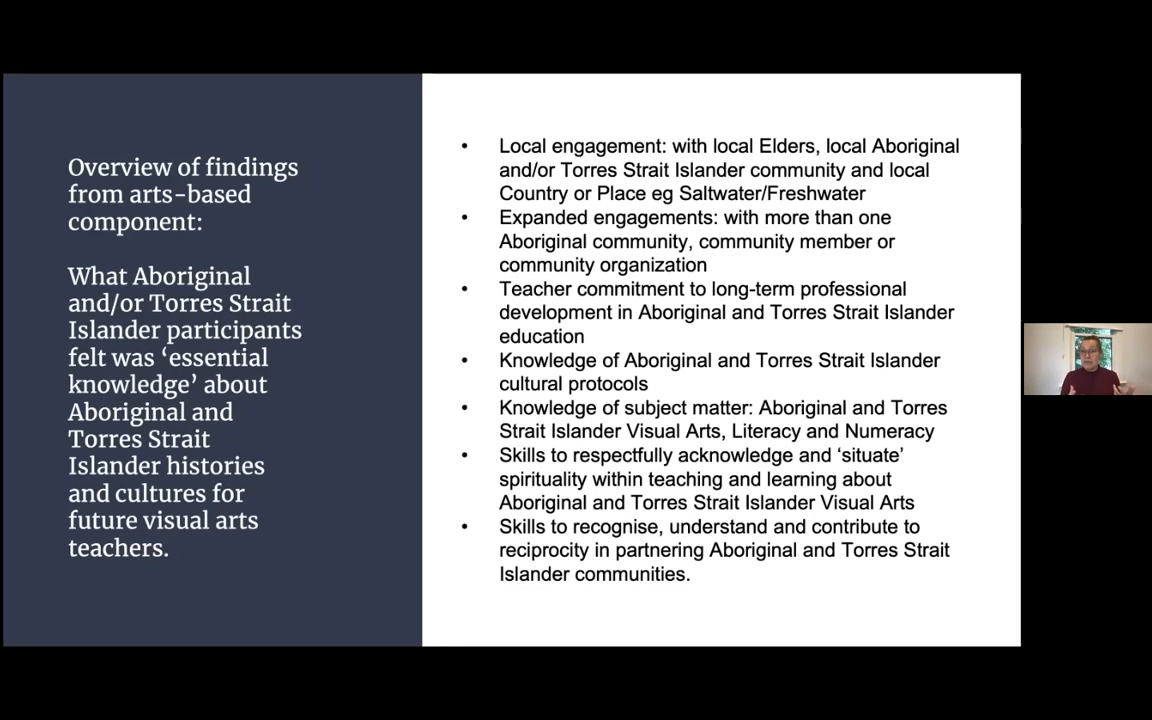 Overview of findings
from arts-based
component:
What Aboriginal
and/or Torres Strait
Islander participants
felt was ‘essential
knowledge’ about
Aboriginal and
Torres Strait
Islander histories
and cultures for
future visual arts
teachers.
• Local engagement: with local Elders, local Aboriginal
and/or Torres Strait Islander community and local
Country or Place eg Saltwater/Freshwater
• Expanded engagements: with more than one
Aboriginal community, community member or
community organization
• Teacher commitment to long-term professional
development in Aboriginal and Torres Strait Islander
education
• Knowledge of Aboriginal and Torres Strait Islander
cultural protocols
• Knowledge of subject matter: Aboriginal and Torres
Strait Islander Visual Arts, Literacy and Numeracy
• Skills to respectfully acknowledge and ‘situate’
spirituality within teaching and learning about
Aboriginal and Torres Strait Islander Visual Arts
• Skills to recognise, understand and contribute to
reciprocity in partnering Aboriginal and Torres Strait
Islander communities.